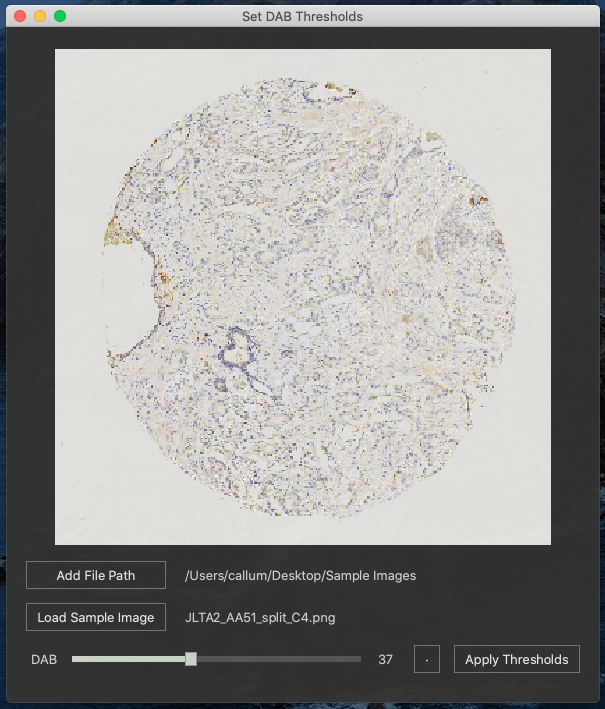 Set DAB Thresholds
Add File Path /Users/callum/Desktop/Sample Images
Load Sample Image JLTA2_AA51_split_C4.png
DAB 37 . Apply Thresholds